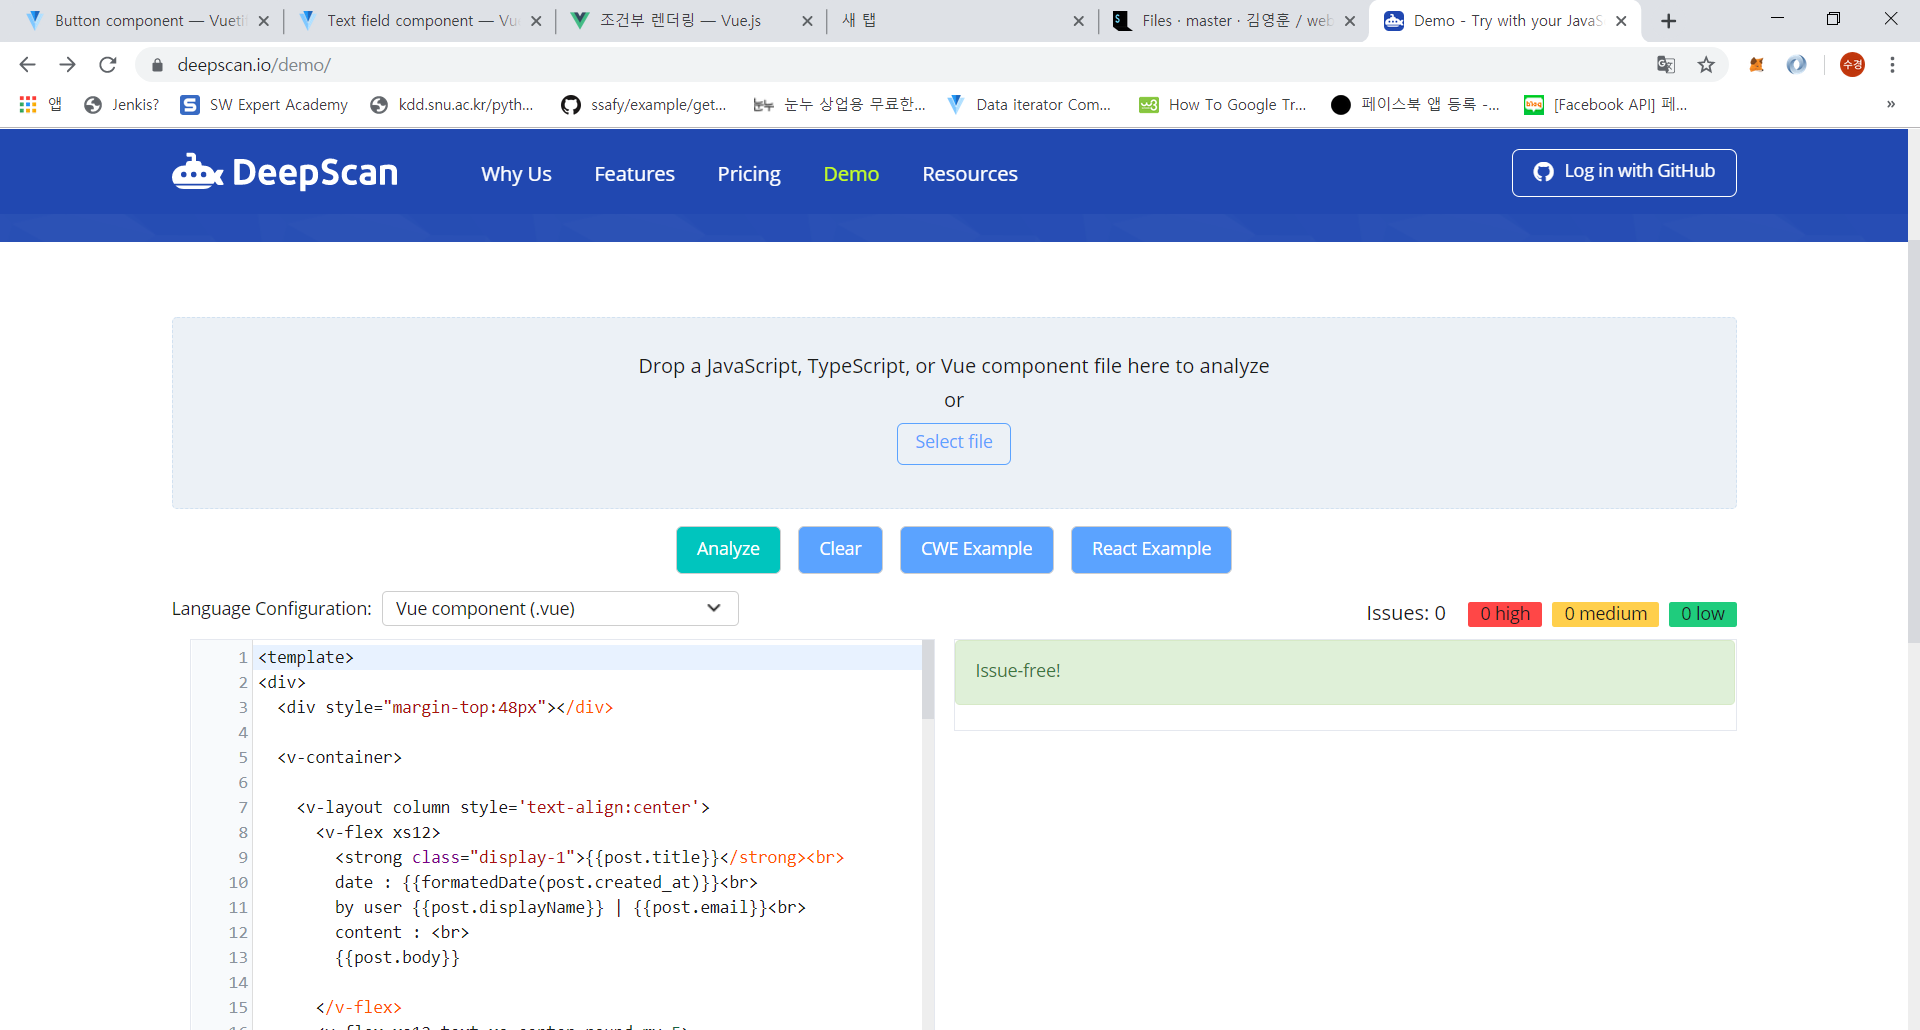 Button component — Vueti
Text field component — Vue
조건부 렌더링 — Vue.js
새 탭
Files · master · 김영훈 / web
Demo - Try with your JavaS
deepscan.io/demo/
수경
앱
Jenkis?
SW Expert Academy
kdd.snu.ac.kr/pyth...
ssafy/example/get...
눈누 상업용 무료한...
Data iterator Com...
How To Google Tr...
페이스북 앱 등록 -...
[Facebook API] 페...
»
DeepScan
Why Us
Features
Pricing
Demo
Resources
Log in with GitHub
Drop a JavaScript, TypeScript, or Vue component file here to analyze
or
Select file
Analyze
Clear
CWE Example
React Example
Language Configuration:
Vue component (.vue)
Issues: 0
0 high
0 medium
0 low
1 <template>
2 <div>
3 <div style="margin-top:48px"></div>
4
5 <v-container>
6
7 <v-layout column style='text-align:center'>
8 <v-flex xs12>
9 <strong class="display-1">{{post.title}}</strong><br>
10 date : {{formatedDate(post.created_at)}}<br>
11 by user {{post.displayName}} | {{post.email}}<br>
12 content : <br>
13 {{post.body}}
14
15 </v-flex>
Issue-free!